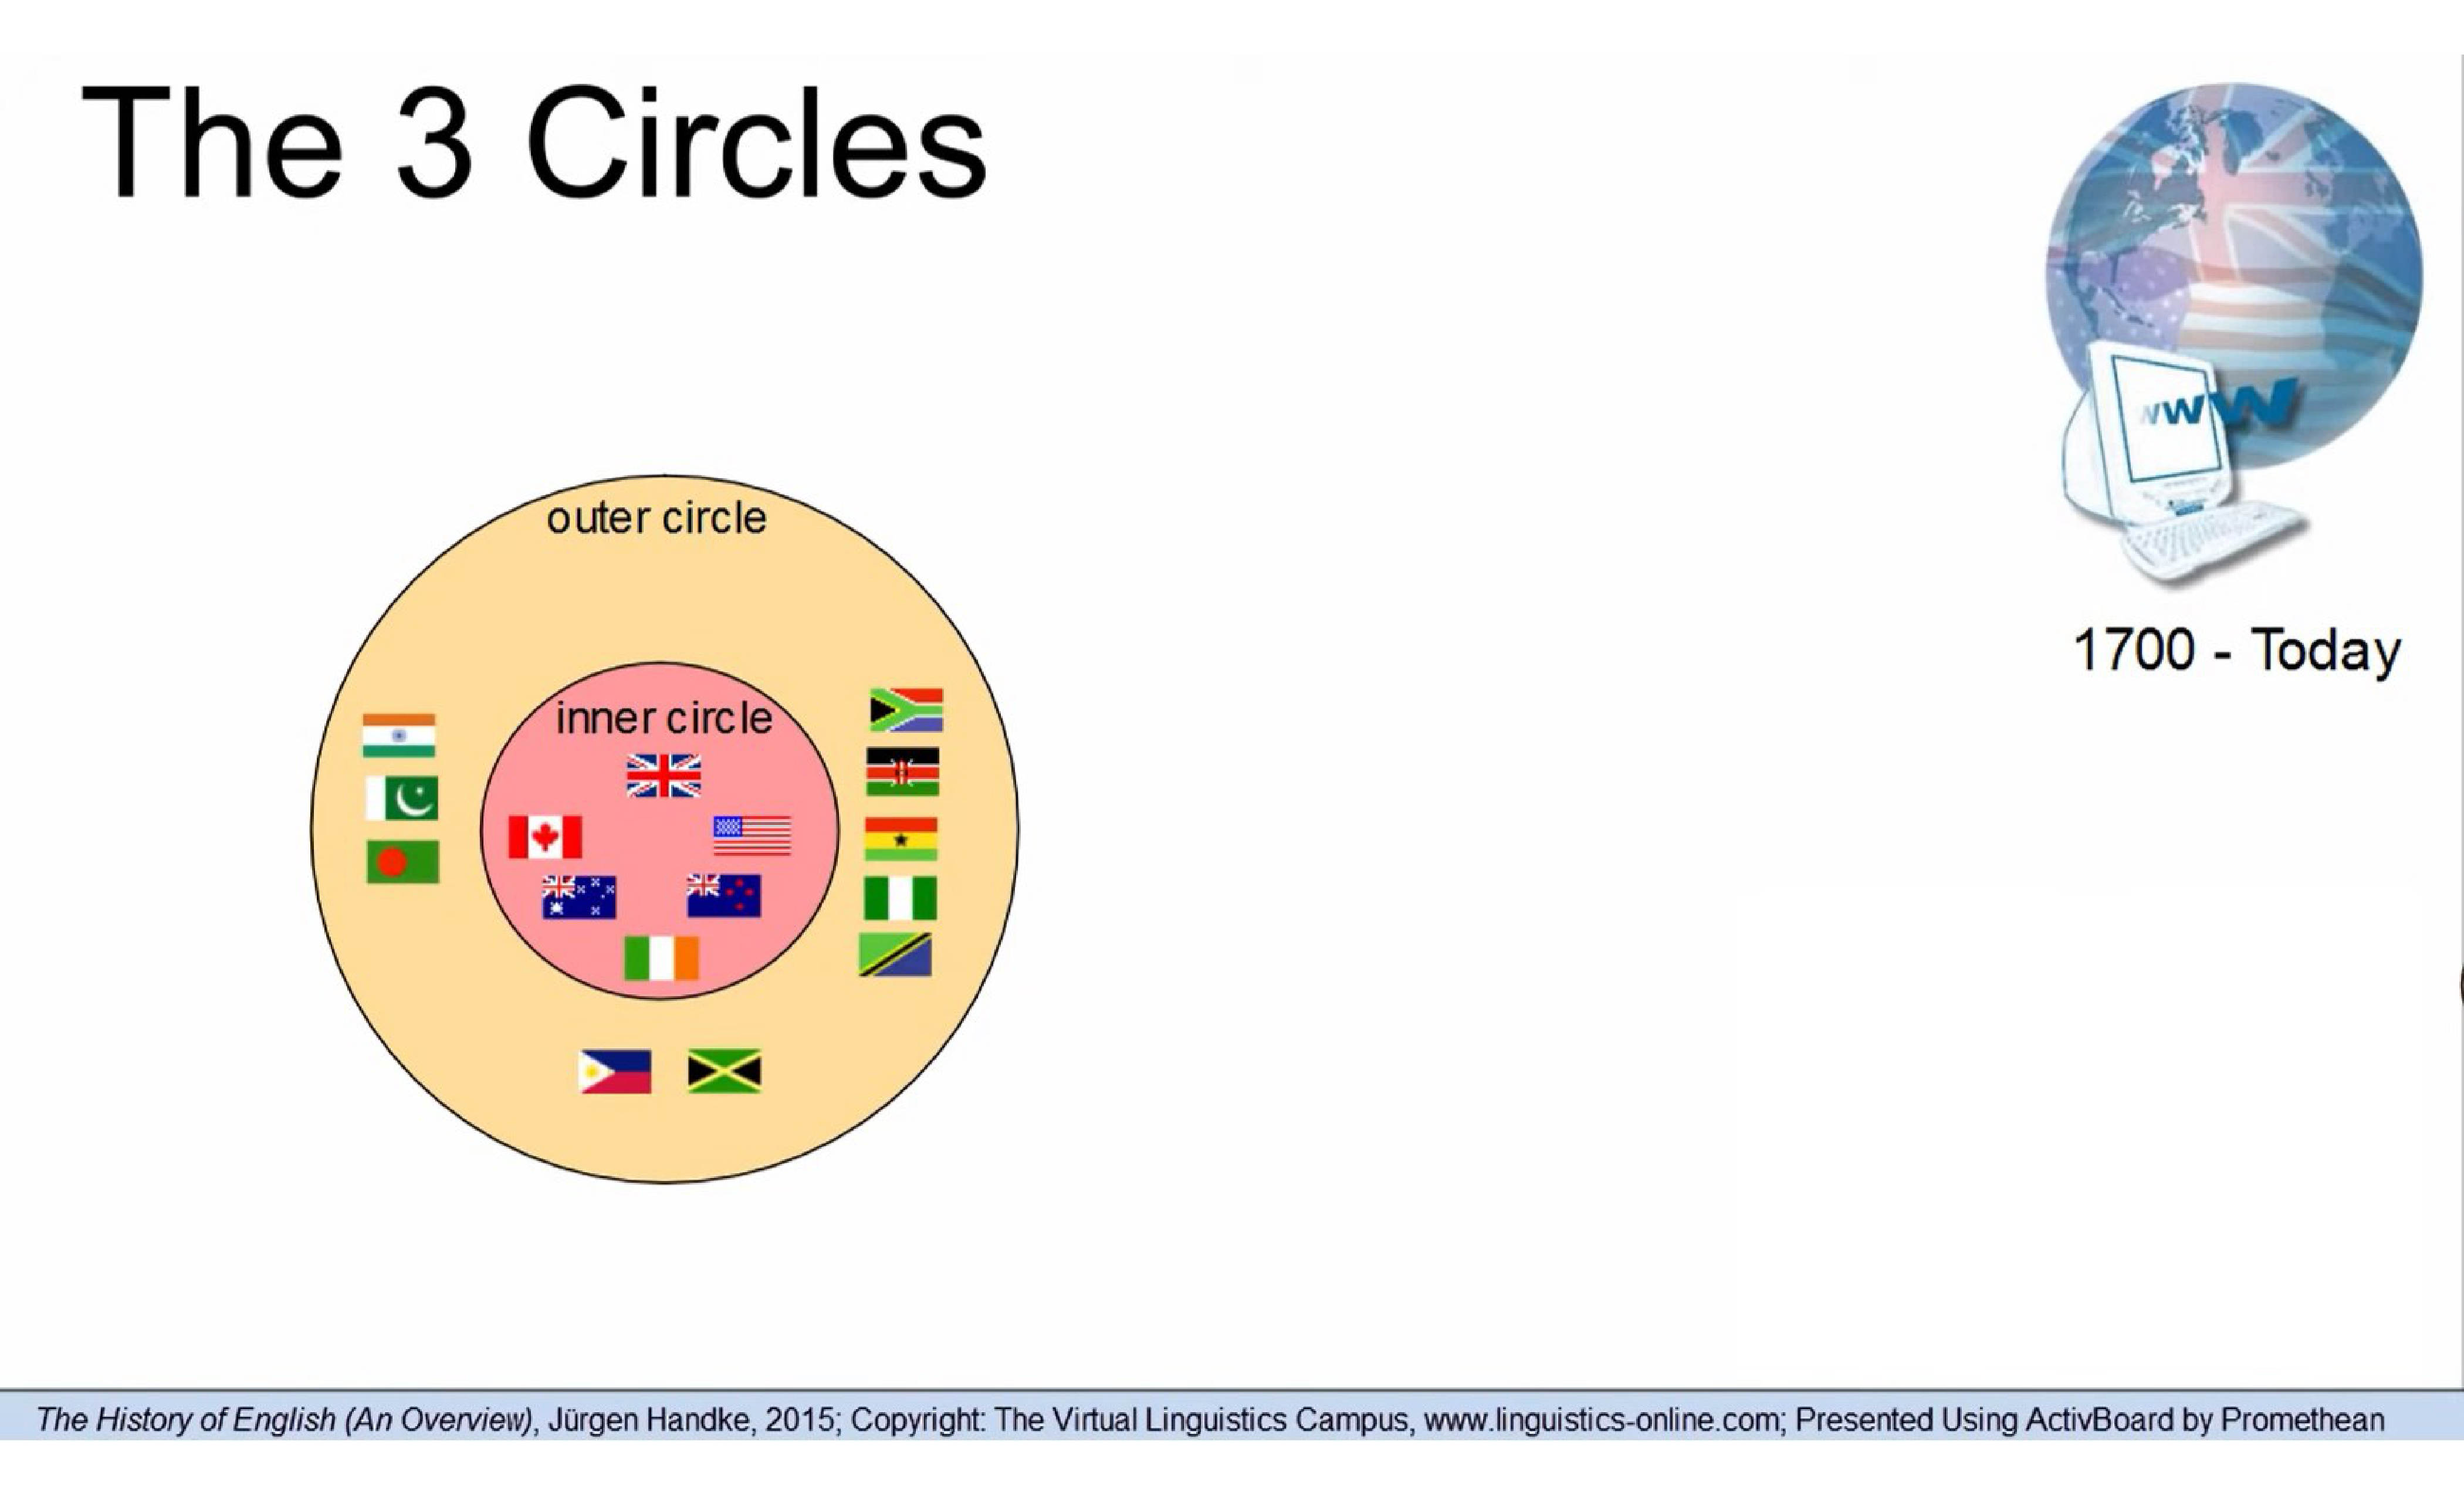 The 3 Circles
outer circle
inner circle
www
1700 - Today
The History of English (An Overview), Jürgen Handke, 2015; Copyright: The Virtual Linguistics Campus, www.linguistics-online.com; Presented Using ActivBoard by Promethean